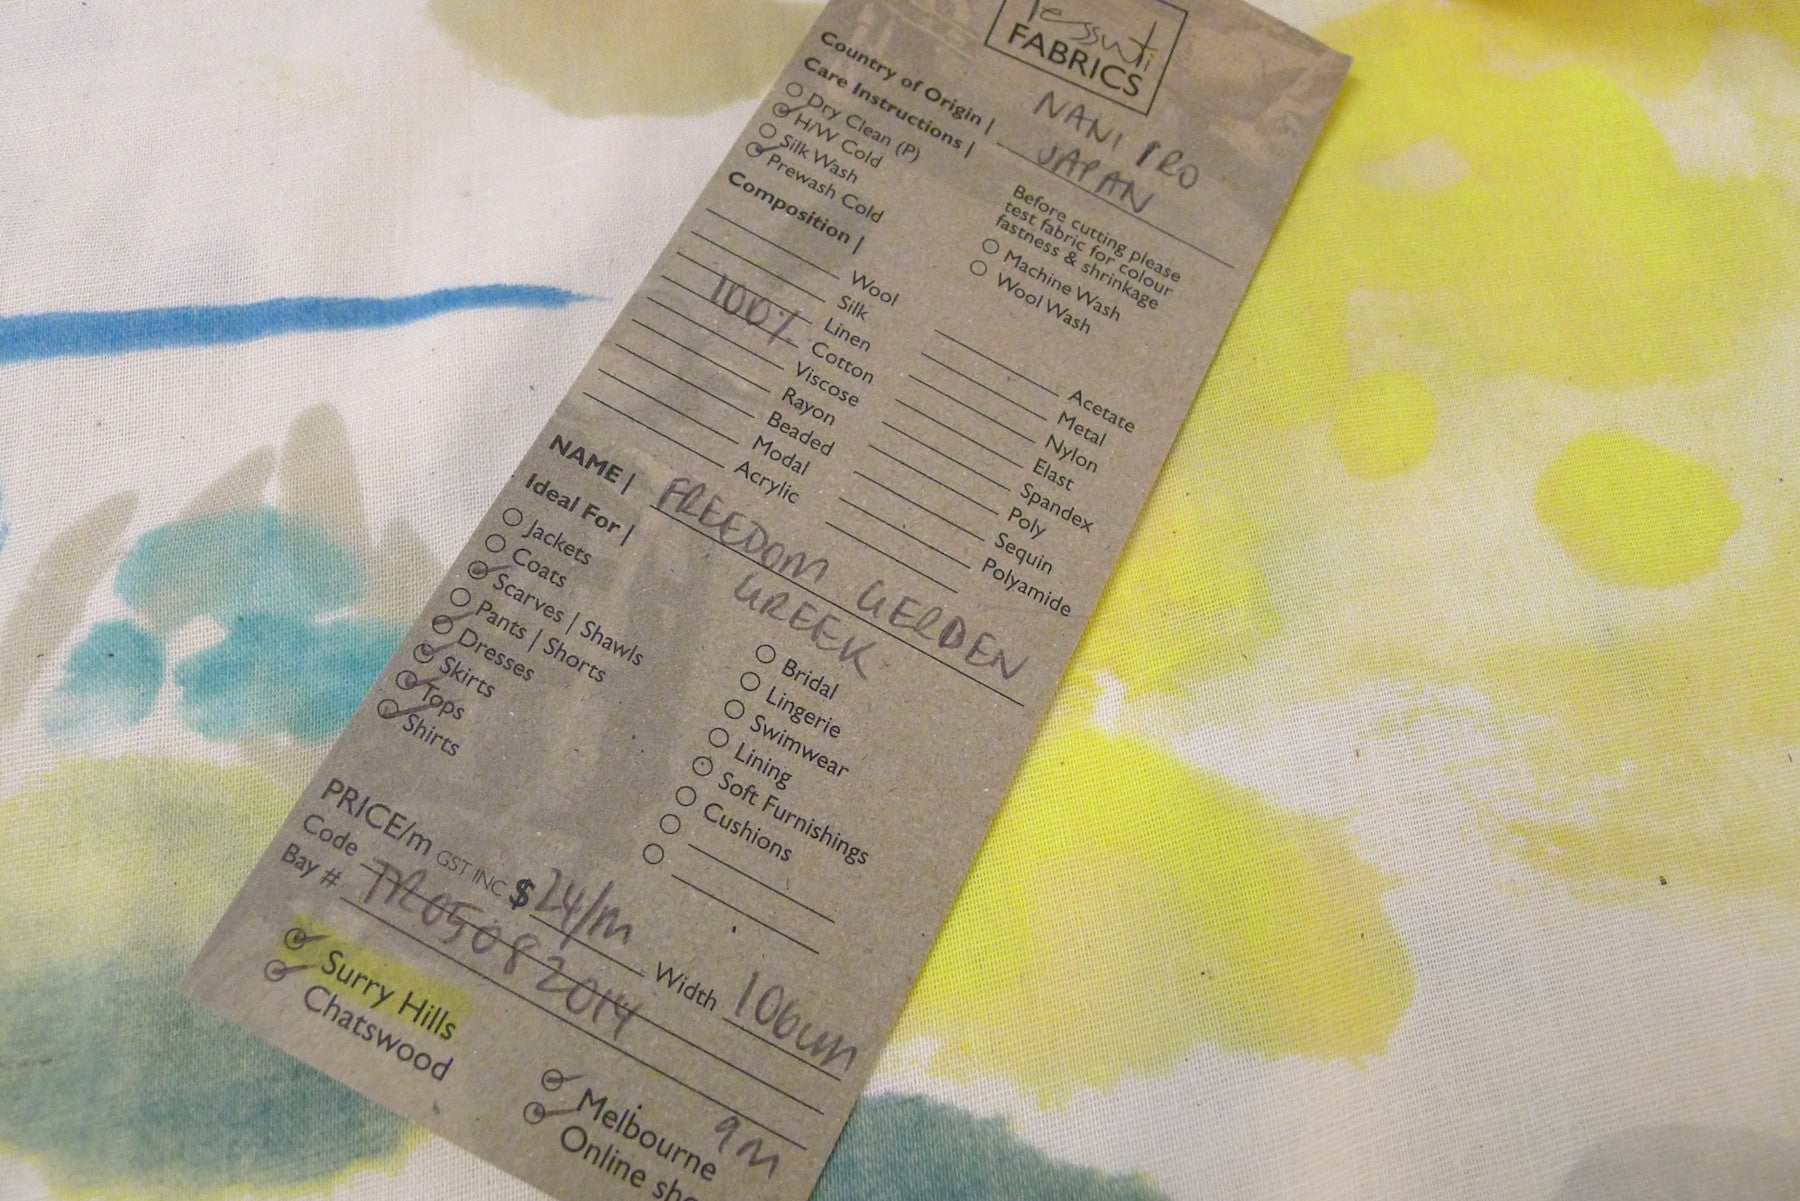 Tessuti
FABRICS
Country of Origin | NANI PRO
JAPAN
Care Instructions |
Dry Clean (P)
H/W Cold
Silk Wash
Prewash Cold
Before cutting please
test fabric for colour
fastness & shrinkage
Machine Wash
Wool Wash
Composition |
Wool
Silk
Linen
100% Cotton
Viscose
Rayon
Beaded
Modal
Acrylic
Acetate
Metal
Nylon
Elast
Spandex
Poly
Sequin
Polyamide
NAME | FREEDOM GERDEN
GREEK
Ideal For |
Jackets
Coats
Scarves | Shawls
Pants | Shorts
Dresses
Skirts
Tops
Shirts
Bridal
Lingerie
Swimwear
Lining
Soft Furnishings
Cushions
PRICE/m GST INC $24/m Width 106cm
Code TR05082014
Bay #
9m
Surry Hills
Chatswood
Melbourne
Online